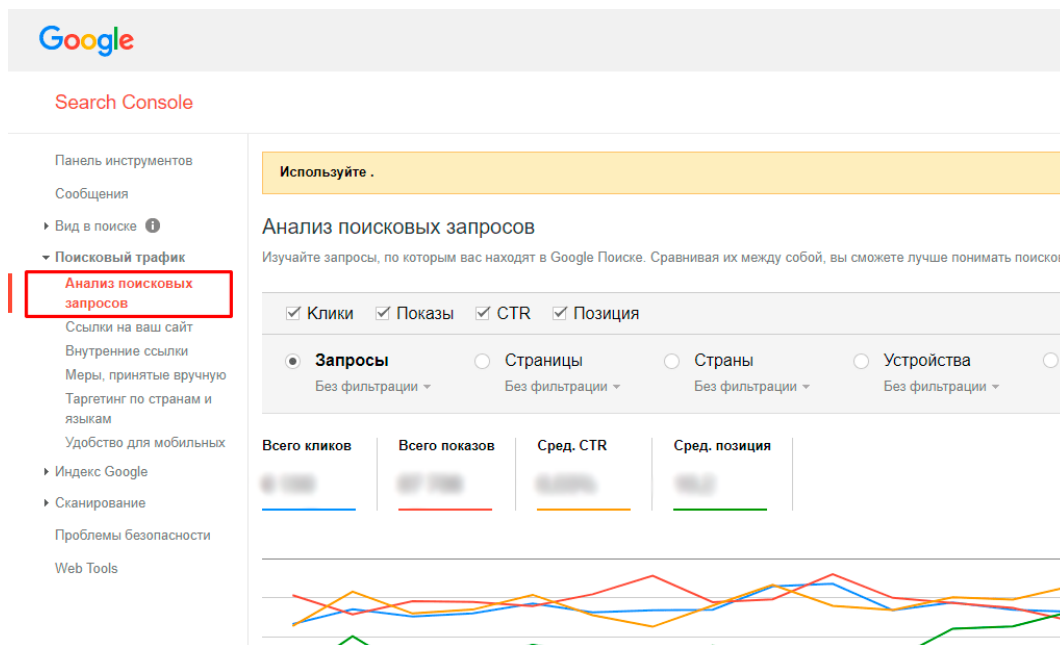 Google
Search Console
Панель инструментов
Сообщения
Вид в поиске
Поисковый трафик
Анализ поисковых
запросов
Ссылки на ваш сайт
Внутренние ссылки
Меры, принятые вручную
Таргетинг по странам и
языкам
Удобство для мобильных
Индекс Google
Сканирование
Проблемы безопасности
Web Tools
Используйте .
Анализ поисковых запросов
Изучайте запросы, по которым вас находят в Google Поиске. Сравнивая их между собой, вы сможете лучше понимать
Клики Показы CTR Позиция
Запросы Страницы Страны Устройства
Без фильтрации Без фильтрации Без фильтрации Без фильтрации
Всего кликов Всего показов Сред. CTR Сред. позиция